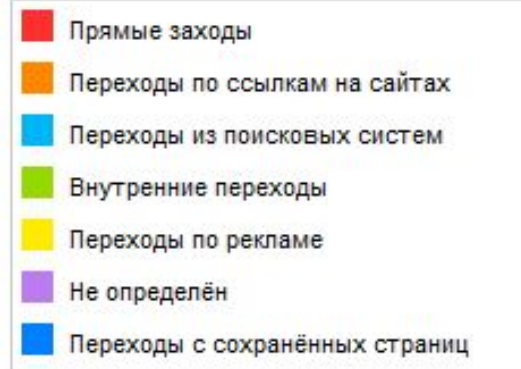 Прямые заходы
Переходы по ссылкам на сайтах
Переходы из поисковых систем
Внутренние переходы
Переходы по рекламе
Не определён
Переходы с сохранённых страниц